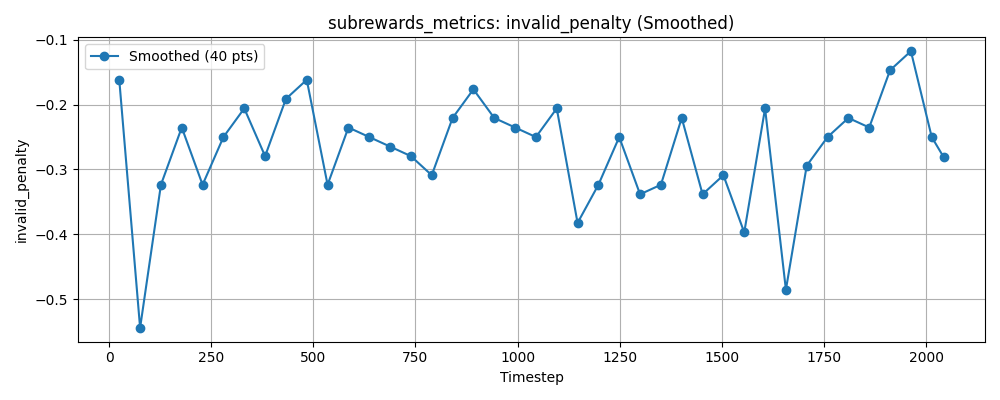 subrewards_metrics: invalid_penalty (Smoothed)
Smoothed (40 pts)
invalid_penalty
−0.1
−0.2
−0.3
−0.4
−0.5
0 250 500 750 1000 1250 1500 1750 2000
Timestep